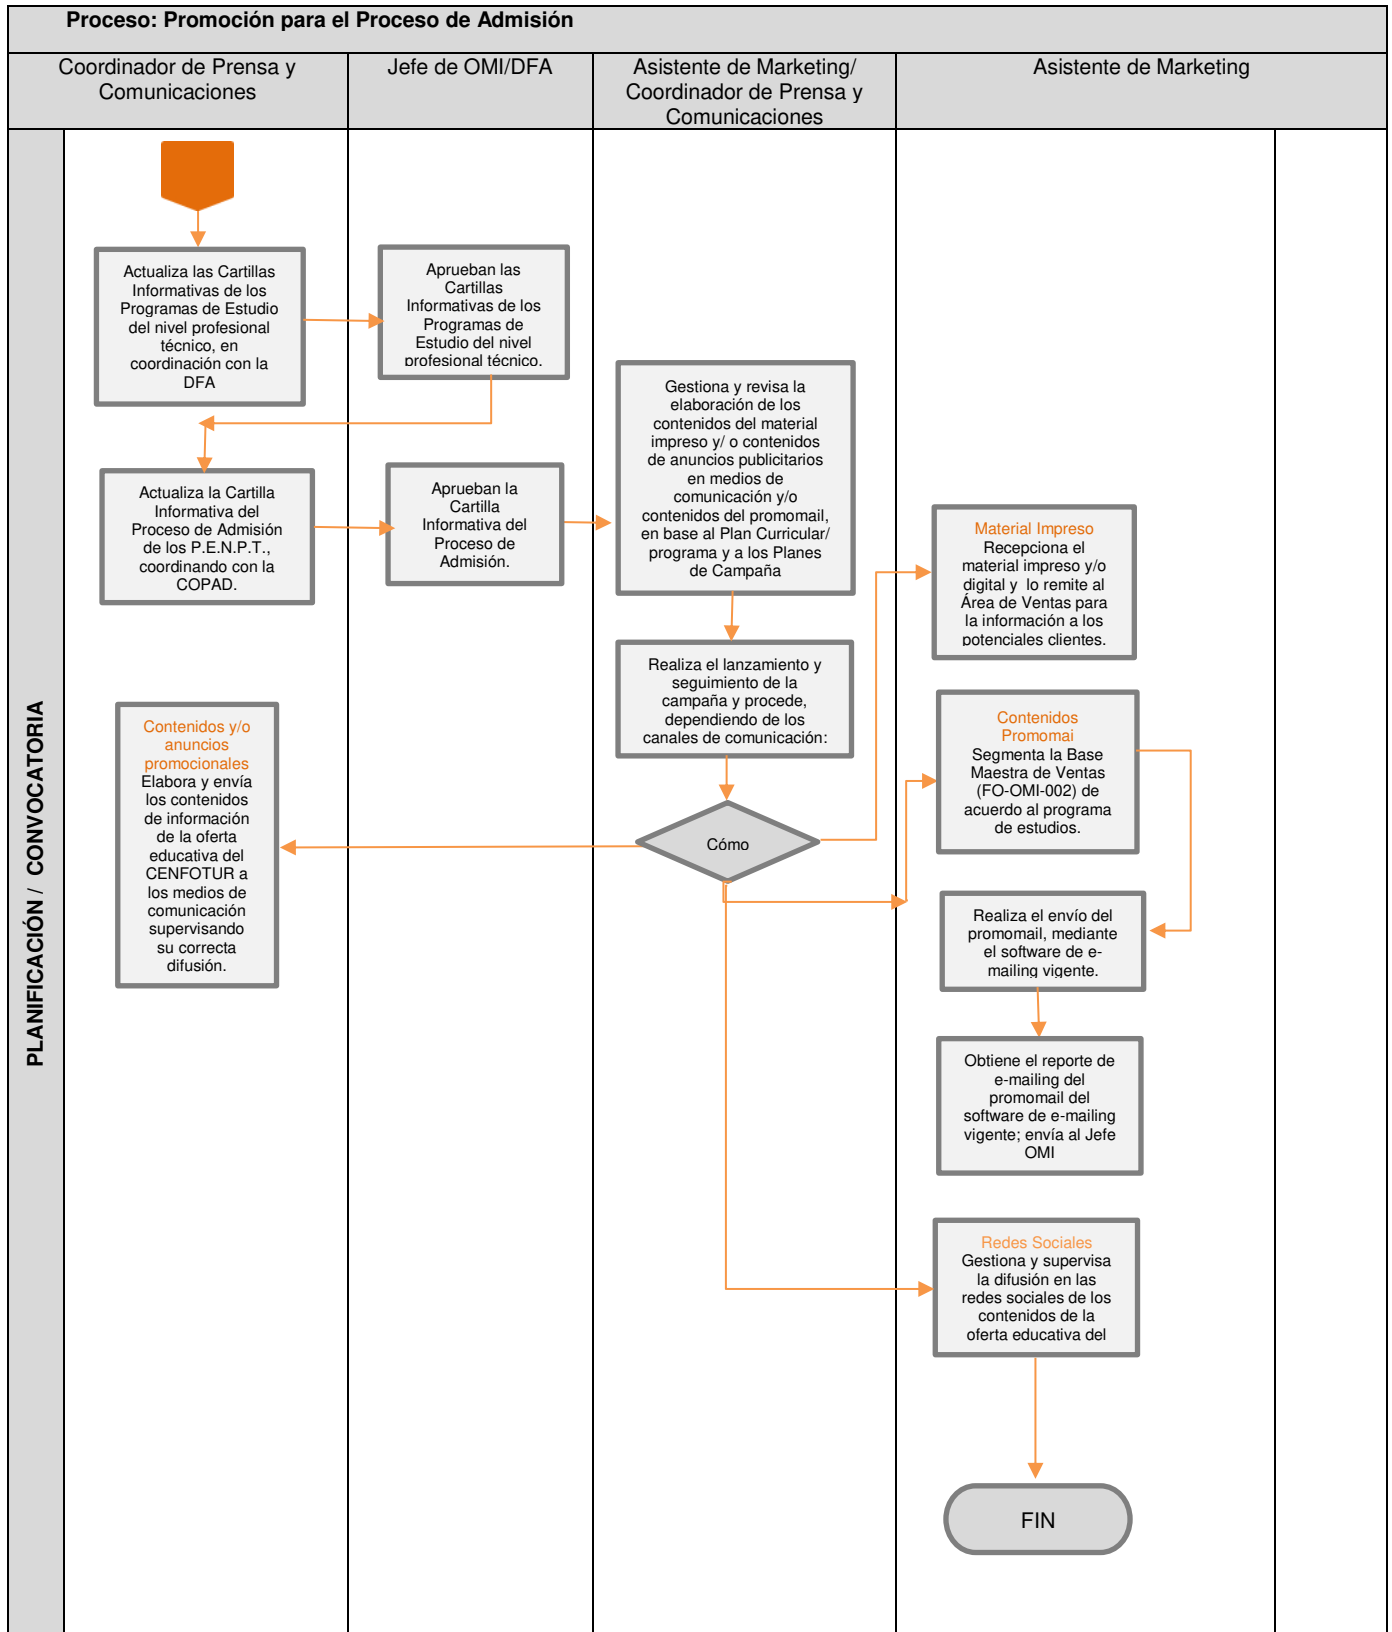 Proceso: Promoción para el Proceso de Admisión
Coordinador de Prensa y
Comunicaciones
Jefe de OMI/DFA
Asistente de Marketing/
Coordinador de Prensa y
Comunicaciones
Asistente de Marketing
PLANIFICACIÓN / CONVOCATORIA
Actualiza las Cartillas
Informativas de los
Programas de Estudio
del nivel profesional
técnico, en
coordinación con la
DFA
Aprueban las
Cartillas
Informativas de los
Programas de
Estudio del nivel
profesional técnico.
Actualiza la Cartilla
Informativa del
Proceso de Admisión
de los P.E.N.P.T.,
coordinando con la
COPAD.
Aprueban la
Cartilla
Informativa del
Proceso de
Admisión.
Gestiona y revisa la
elaboración de los
contenidos del material
impreso y/ o contenidos
de anuncios publicitarios
en medios de
comunicación y/o
contenidos del promomail,
en base al Plan Curricular/
programa y a los Planes
de Campaña
Realiza el lanzamiento y
seguimiento de la
campaña y procede,
dependiendo de los
canales de comunicación:
Cómo
Contenidos y/o
anuncios
promocionales
Elabora y envía
los contenidos
de información
de la oferta
educativa del
CENFOTUR a
los medios de
comunicación
supervisando
su correcta
difusión.
Material Impreso
Recepciona el
material impreso y/o
digital y lo remite al
Área de Ventas para
la información a los
potenciales clientes.
Contenidos
Promomai
Segmenta la Base
Maestra de Ventas
(FO-OMI-002) de
acuerdo al programa
de estudios.
Realiza el envío del
promomail, mediante
el software de e-
mailing vigente.
Obtiene el reporte de
e-mailing del
promomail del
software de e-mailing
vigente; envía al Jefe
OMI
Redes Sociales
Gestiona y supervisa
la difusión en las
redes sociales de los
contenidos de la
oferta educativa del
FIN